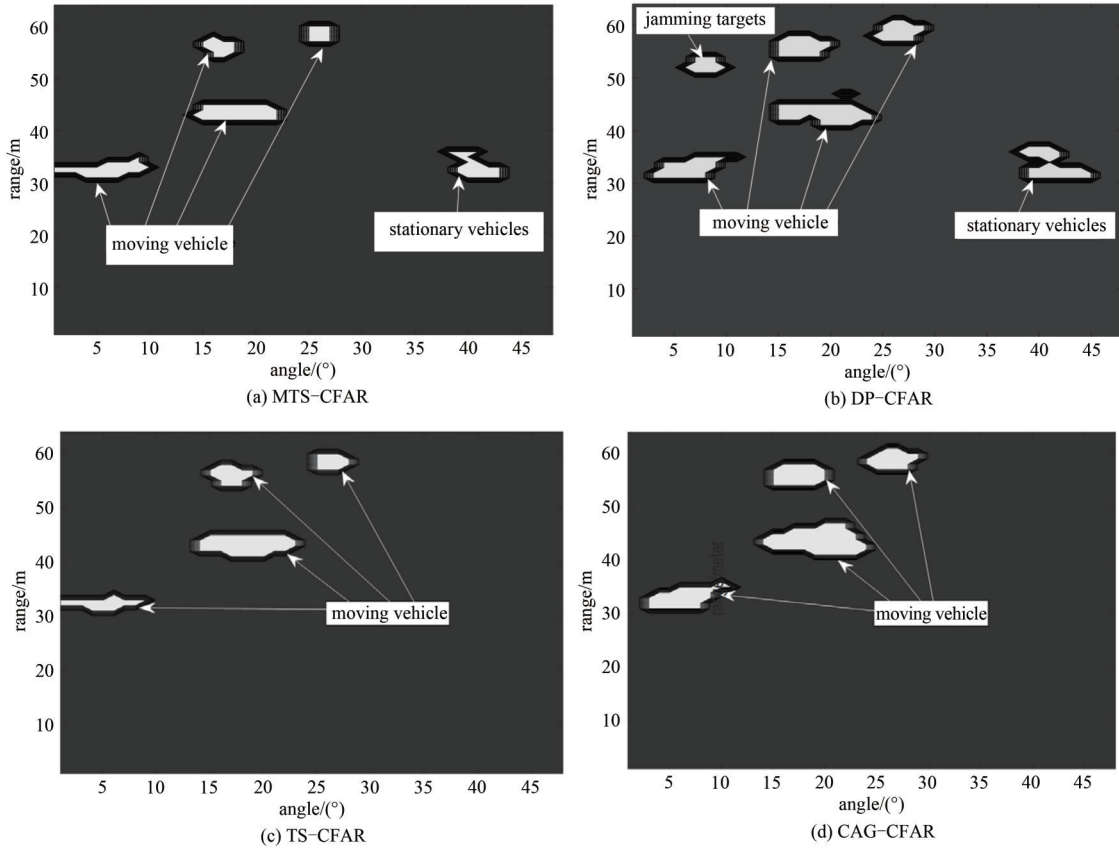 60
50
40
30
20
10
range/m
moving vehicle
stationary vehicles
5 10 15 20 25 30 35 40 45
angle/(°)
(a) MTS−CFAR
60
50
40
30
20
10
range/m
jamming targets
moving vehicle
stationary vehicles
5 10 15 20 25 30 35 40 45
angle/(°)
(b) DP−CFAR
60
50
40
30
20
10
range/m
moving vehicle
5 10 15 20 25 30 35 40 45
angle/(°)
(c) TS−CFAR
60
50
40
30
20
10
range/m
moving vehicle
5 10 15 20 25 30 35 40 45
angle/(°)
(d) CAG−CFAR